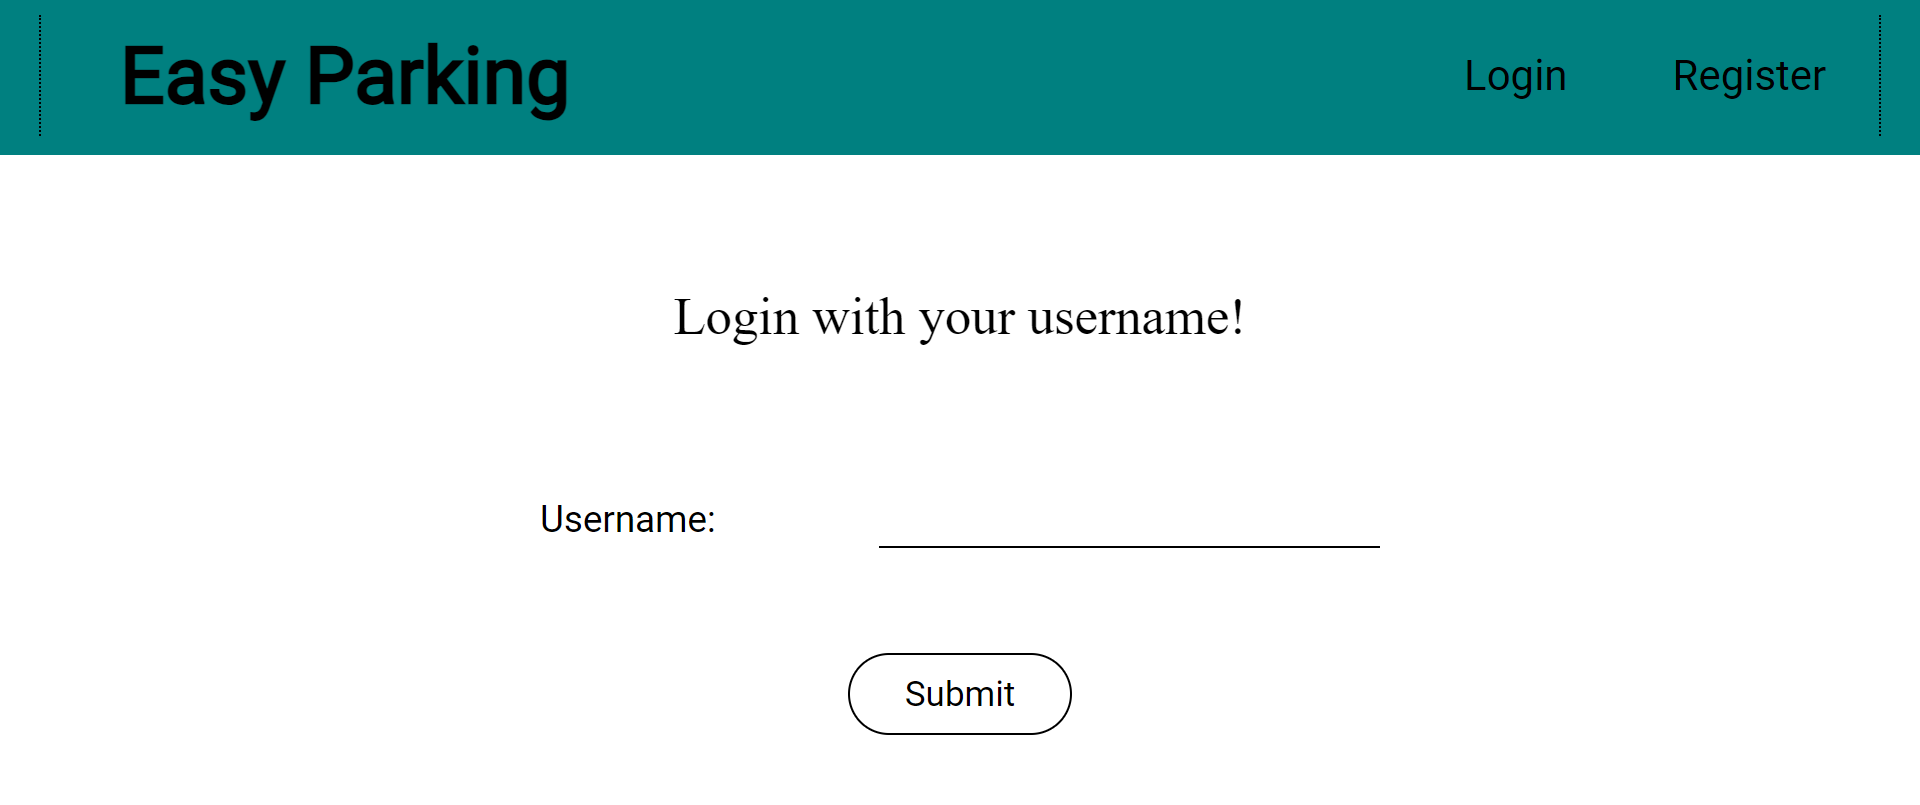 Easy Parking
Login
Register
Login with your username!
Username:
Submit